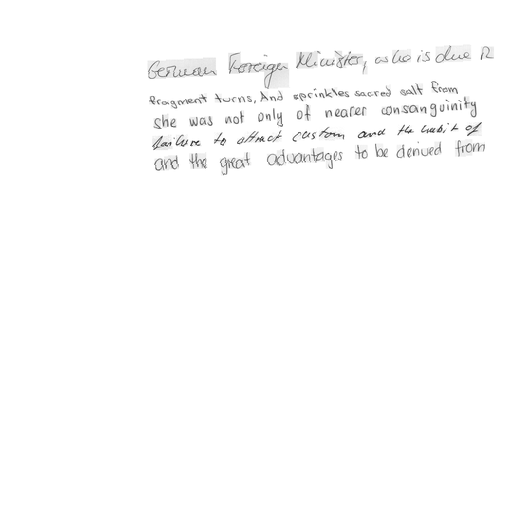 German Foreign Minister, as he is due
fragment turns, And sprinkles sacred salt from
she was not only of nearer consanguinity
failure to attract custom and the habit of
and the great advantages to be derived from